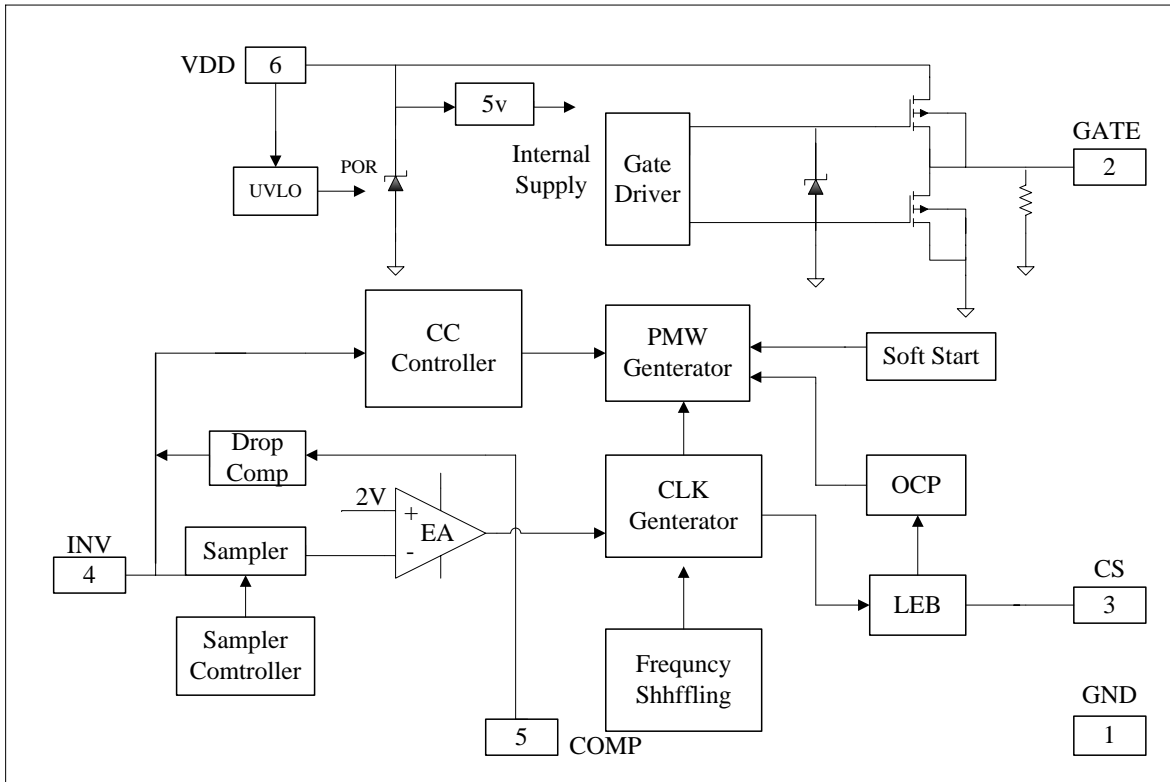 VDD
6
5v
POR
UVLO
Internal
Supply
Gate
Driver
GATE
2
CC
Controller
PMW
Genterator
Soft Start
Drop
Comp
2V
+
EA
-
CLK
Genterator
OCP
INV
4
Sampler
LEB
CS
3
Sampler
Comtroller
Frequncy
Shhffling
5
COMP
GND
1